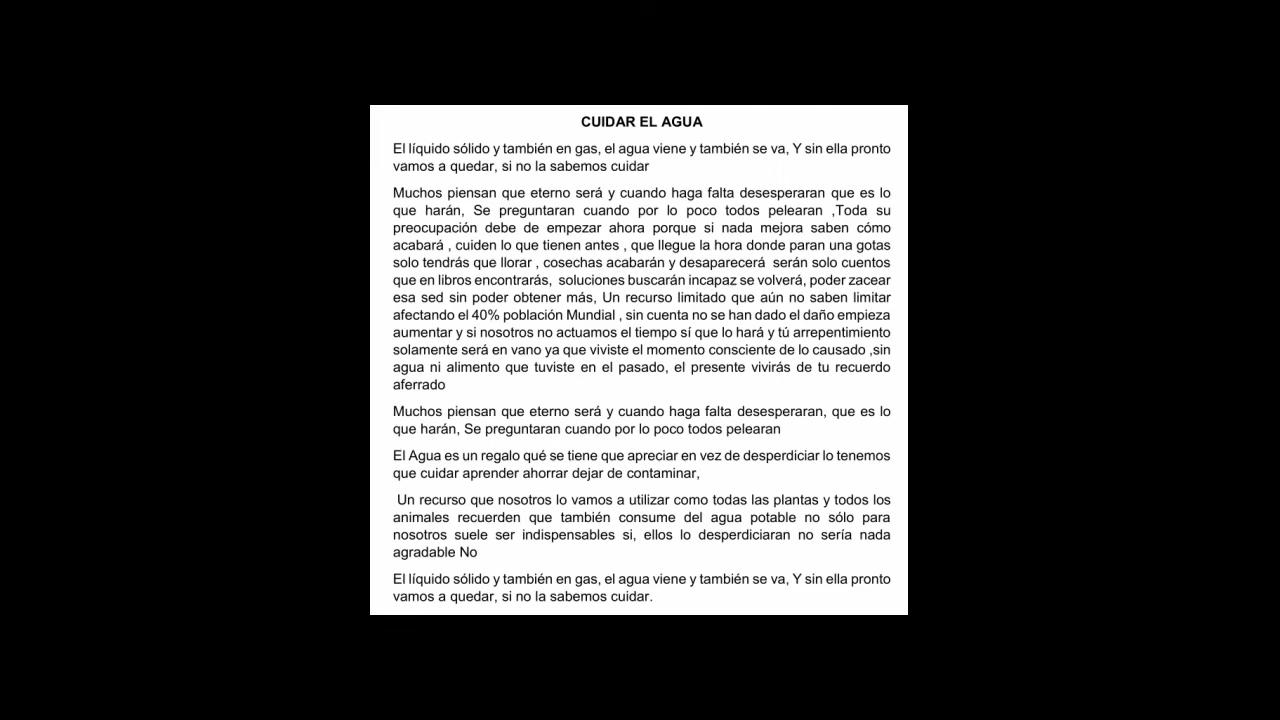 CUIDAR EL AGUA
El líquido sólido y también en gas, el agua viene y también se va, Y sin ella pronto
vamos a quedar, si no la sabemos cuidar
Muchos piensan que eterno será y cuando haga falta desesperaran que es lo
que harán, Se preguntaran cuando por lo poco todos pelearan ,Toda su
preocupación debe de empezar ahora porque si nada mejora saben cómo
acabará , cuiden lo que tienen antes , que llegue la hora donde paran una gotas
solo tendrás que llorar , cosechas acabarán y desaparecerá  serán solo cuentos
que en libros encontrarás,  soluciones buscarán incapaz se volverá, poder zacear
esa sed sin poder obtener más, Un recurso limitado que aún no saben limitar
afectando el 40% población Mundial , sin cuenta no se han dado el daño empieza
aumentar y si nosotros no actuamos el tiempo sí que lo hará y tú arrepentimiento
solamente será en vano ya que viviste el momento consciente de lo causado ,sin
agua ni alimento que tuviste en el pasado, el presente vivirás de tu recuerdo
aferrado
Muchos piensan que eterno será y cuando haga falta desesperaran, que es lo
que harán, Se preguntaran cuando por lo poco todos pelearan
El Agua es un regalo qué se tiene que apreciar en vez de desperdiciar lo tenemos
que cuidar aprender ahorrar dejar de contaminar,
Un recurso que nosotros lo vamos a utilizar como todas las plantas y todos los
animales recuerden que también consume del agua potable no sólo para
nosotros suele ser indispensables si, ellos lo desperdiciaran no sería nada
agradable No
El líquido sólido y también en gas, el agua viene y también se va, Y sin ella pronto
vamos a quedar, si no la sabemos cuidar.